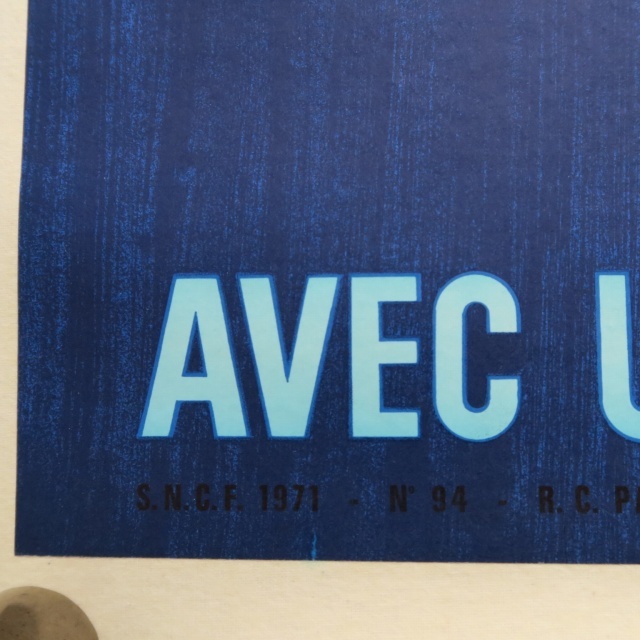 AVEC
S.N.C.F. 1971 - N° 94 - R.C.